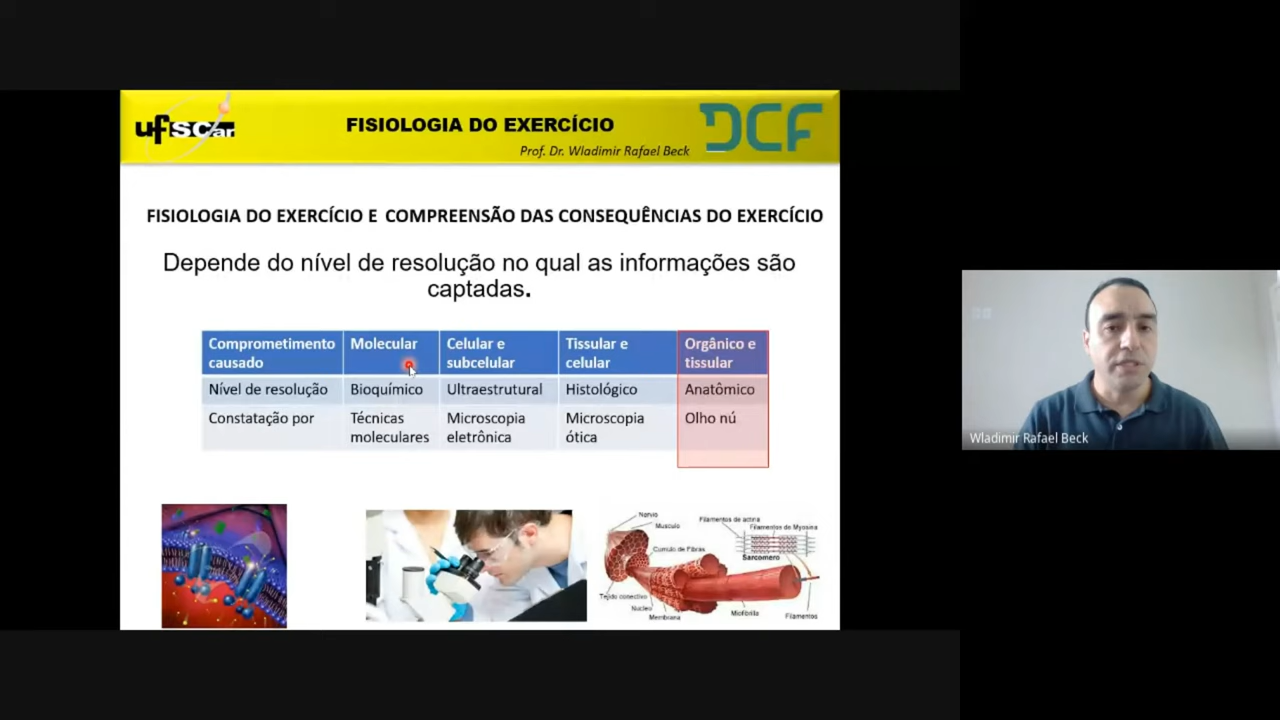 ufscar
FISIOLOGIA DO EXERCÍCIO
DCF
Prof. Dr. Wladimir Rafael Beck
FISIOLOGIA DO EXERCÍCIO E COMPREENSÃO DAS CONSEQUÊNCIAS DO EXERCÍCIO
Depende do nível de resolução no qual as informações são
captadas.
Comprometimento causado
Molecular
Celular e subcelular
Tissular e celular
Orgânico e tissular
Nível de resolução
Bioquímico
Ultraestrutural
Histológico
Anatômico
Constatação por
Técnicas moleculares
Microscopia eletrônica
Microscopia ótica
Olho nú
Nervio
Musculo
Filamentos de actina
Filamentos de Myosina
Cumulo de Fibras
Sarcomero
Tejido conectivo
Nucleo
Membrana
Miofibrilla
Filamentos
Wladimir Rafael Beck